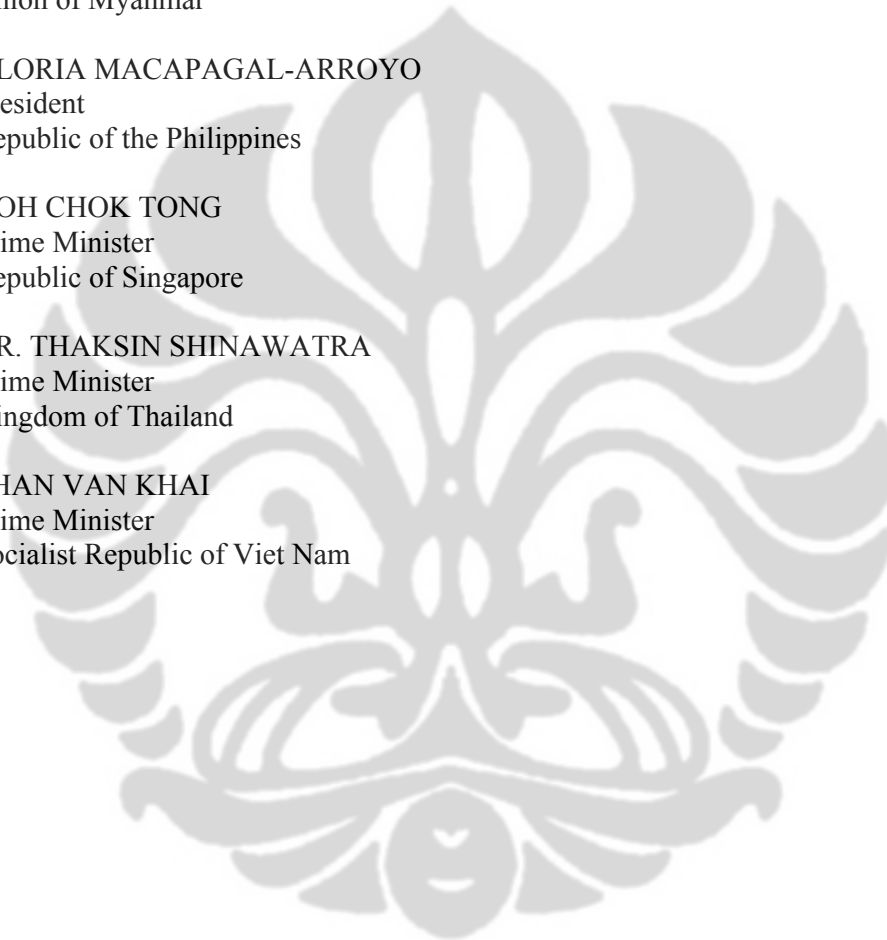 nion of Myanmar
LORIA MACAPAGAL-ARROYO
esident
epublic of the Philippines
OH CHOK TONG
ime Minister
epublic of Singapore
R. THAKSIN SHINAWATRA
ime Minister
ingdom of Thailand
HAN VAN KHAI
ime Minister
ocialist Republic of Viet Nam